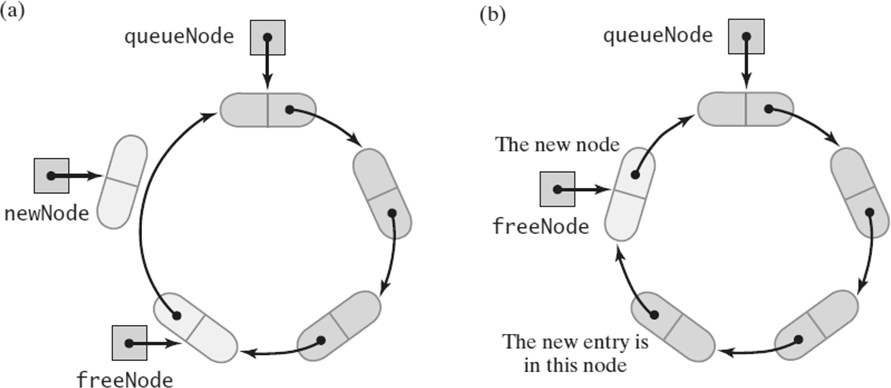 (a)
queueNode
newNode
freeNode
(b)
queueNode
The new node
freeNode
The new entry is
in this node